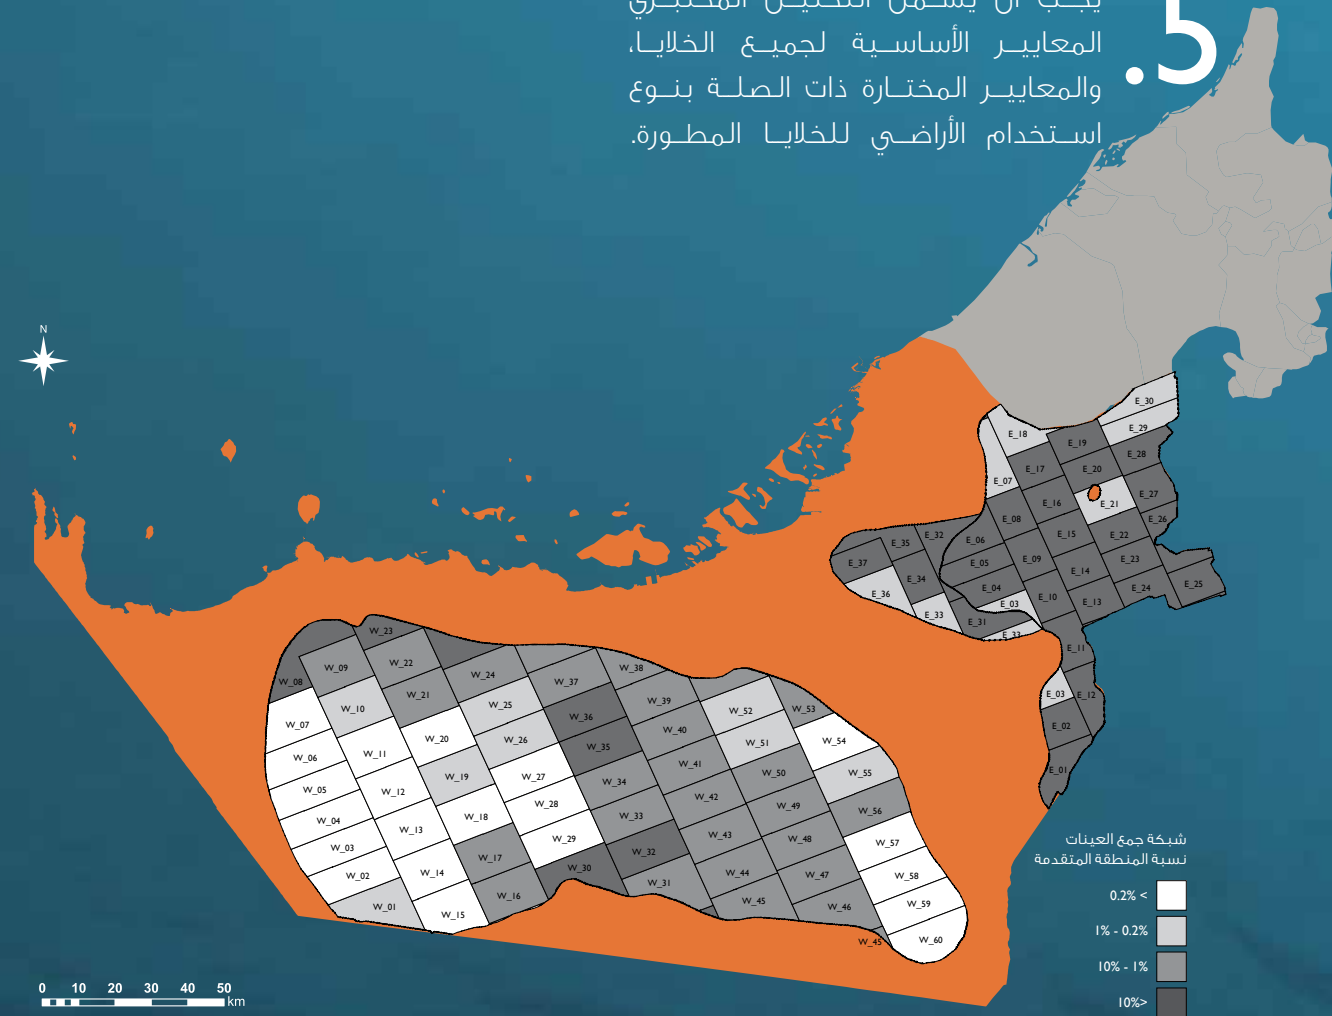 5.
يجب أن يشمل التحليل المختبري
المعايير الأساسية لجميع الخلايا،
والمعايير المختارة ذات الصلة بنوع
استخدام الأراضي للخلايا المطورة.
N
E_30
E_29
E_18
E_19
E_28
E_17
E_20
E_07
E_27
E_16
E_21
E_26
E_08
E_15
E_22
E_32
E_35
E_06
E_09
E_23
E_37
E_05
E_14
E_34
E_04
E_10
E_24
E_25
E_36
E_03
E_13
E_33
E_31
E_33
E_11
E_03
E_12
E_02
E_01
W_23
W_22
W_09
W_08
W_24
W_38
W_37
W_21
W_10
W_25
W_39
W_52
W_53
W_07
W_36
W_20
W_26
W_40
W_51
W_54
W_06
W_11
W_35
W_41
W_19
W_27
W_50
W_55
W_05
W_12
W_34
W_42
W_28
W_49
W_56
W_04
W_18
W_33
W_13
W_43
W_29
W_48
W_57
W_03
W_32
W_17
W_30
W_44
W_47
W_58
W_02
W_14
W_31
W_16
W_45
W_46
W_59
W_01
W_15
W_45
W_60
شبكة جمع العينات
نسبة المنطقة المتقدمة
0.2% <
1% - 0.2%
10% - 1%
10%>
0 10 20 30 40 50
km